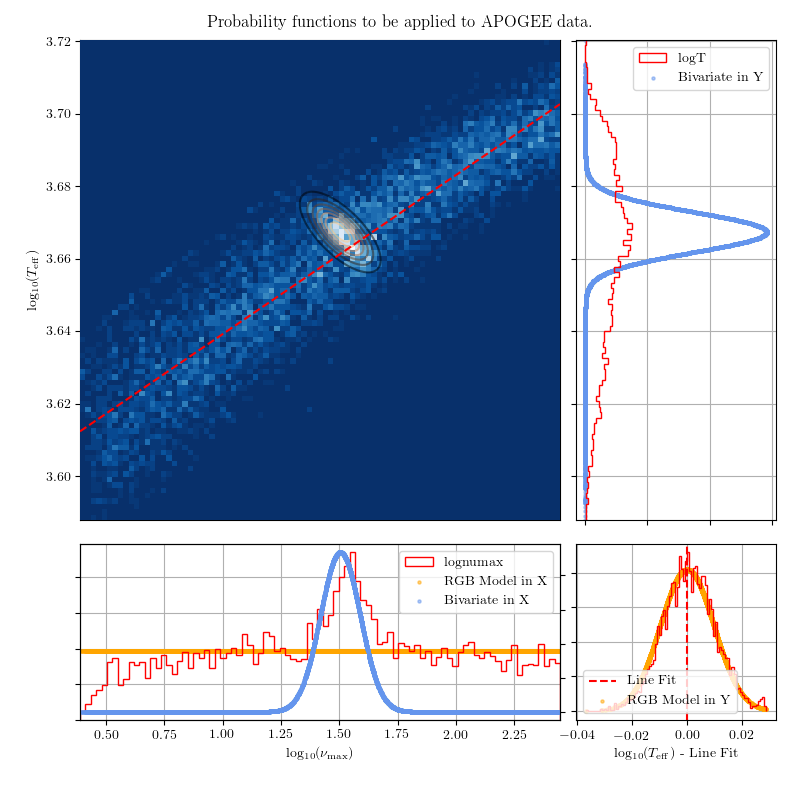 Probability functions to be applied to APOGEE data.
3.72
3.70
3.68
3.66
3.64
3.62
3.60
log₁₀(T_eff)
logT
Bivariate in Y
lognumax
RGB Model in X
Bivariate in X
0.50 0.75 1.00 1.25 1.50 1.75 2.00 2.25
log₁₀(ν_max)
Line Fit
RGB Model in Y
−0.04 −0.02 0.00 0.02
log₁₀(T_eff) - Line Fit